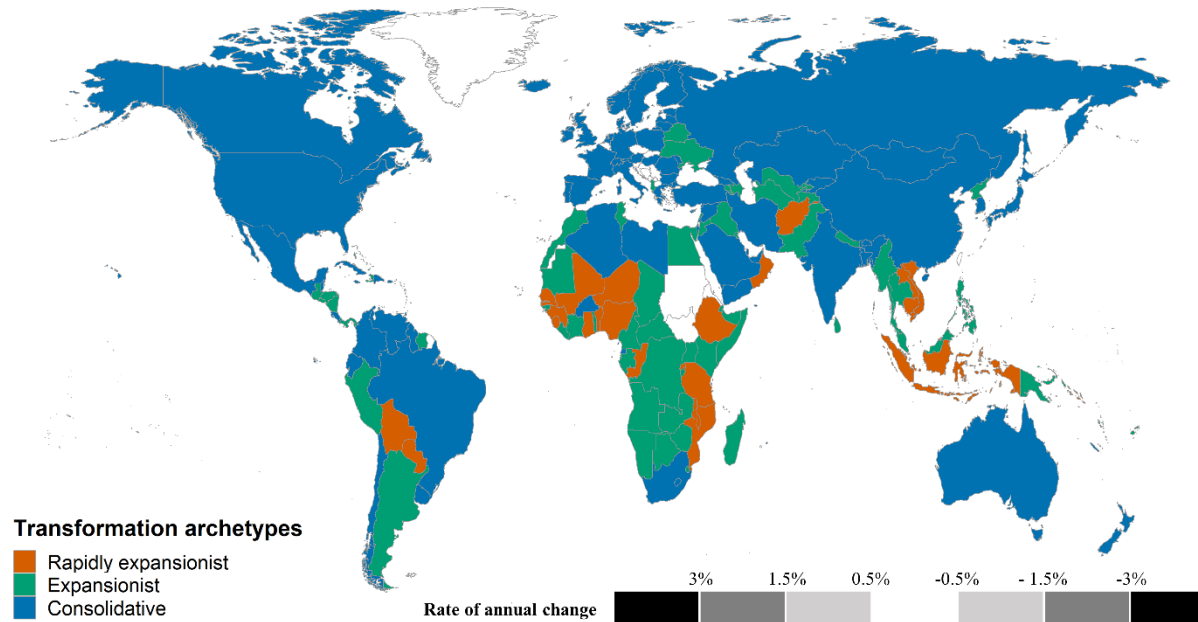 Transformation archetypes
Rapidly expansionist
Expansionist
Consolidative
3% 1.5% 0.5% -0.5% - 1.5% -3%
Rate of annual change